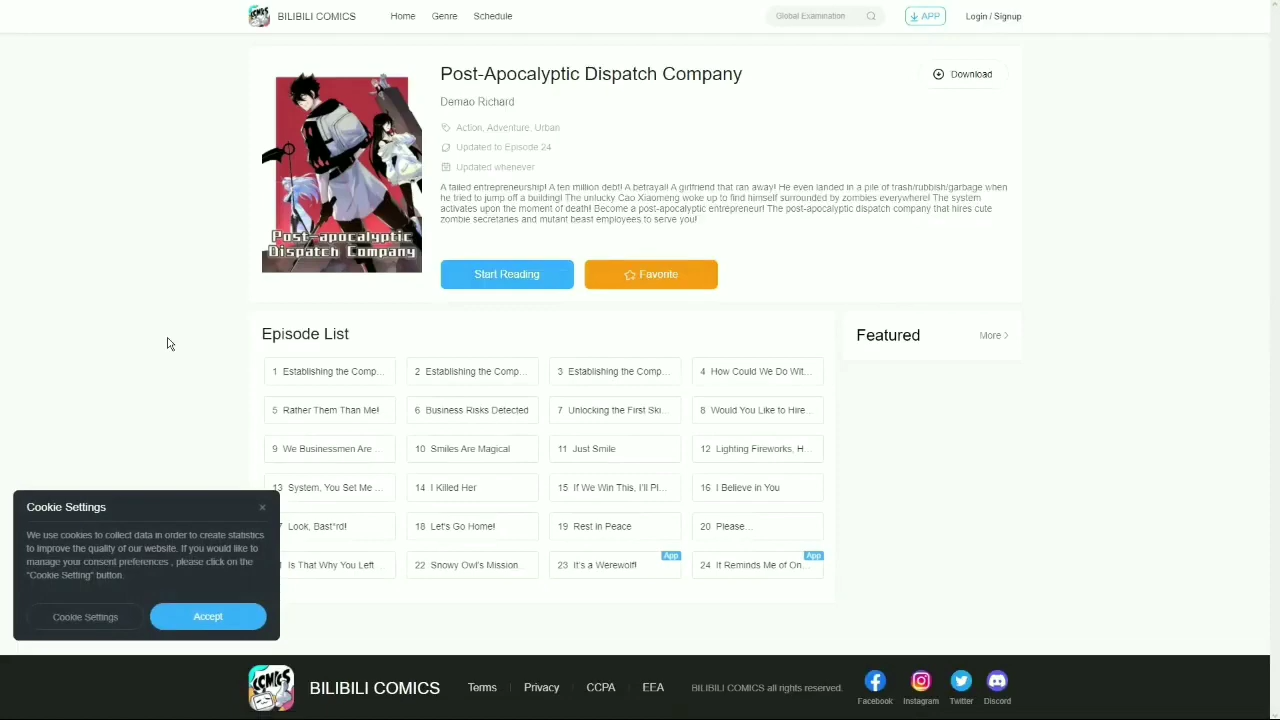 BILIBILI COMICS Home Genre Schedule Global Examination APP Login / Signup
Post-Apocalyptic Dispatch Company
Download
Demao Richard
Action, Adventure, Urban
Updated to Episode 24
Updated whenever
A failed entrepreneurship! A ten million debt! A betrayal! A girlfriend that ran away! He even landed in a pile of trash/rubbish/garbage when
he tried to jump off a building! The unlucky Cao Xiaomeng woke up to find himself surrounded by zombies everywhere! The system
activates upon the moment of death! Become a post-apocalyptic entrepreneur! The post-apocalyptic dispatch company that hires cute
zombie secretaries and mutant beast employees to serve you!
Post-apocalyptic
Dispatch Company
Start Reading Favorite
Episode List
Featured More
1 Establishing the Comp... 2 Establishing the Comp... 3 Establishing the Comp... 4 How Could We Do Wit...
5 Rather Them Than Me! 6 Business Risks Detected 7 Unlocking the First Ski... 8 Would You Like to Hire...
9 We Businessmen Are ... 10 Smiles Are Magical 11 Just Smile 12 Lighting Fireworks, H...
13 System, You Set Me ... 14 I Killed Her 15 If We Win This, I'll Pl... 16 I Believe in You
Look, Bast*rd! 18 Let's Go Home! 19 Rest in Peace 20 Please...
App App
Is That Why You Left 22 Snowy Owl's Mission 23 It's a Werewolf! 24 It Reminds Me of On...
Cookie Settings
We use cookies to collect data in order to create statistics
to improve the quality of our website. If you would like to
manage your consent preferences , please click on the
"Cookie Setting" button.
Cookie Settings Accept
COMICS BILIBILI COMICS Terms Privacy CCPA EEA BILIBILI COMICS all rights reserved. Facebook Instagram Twitter Discord